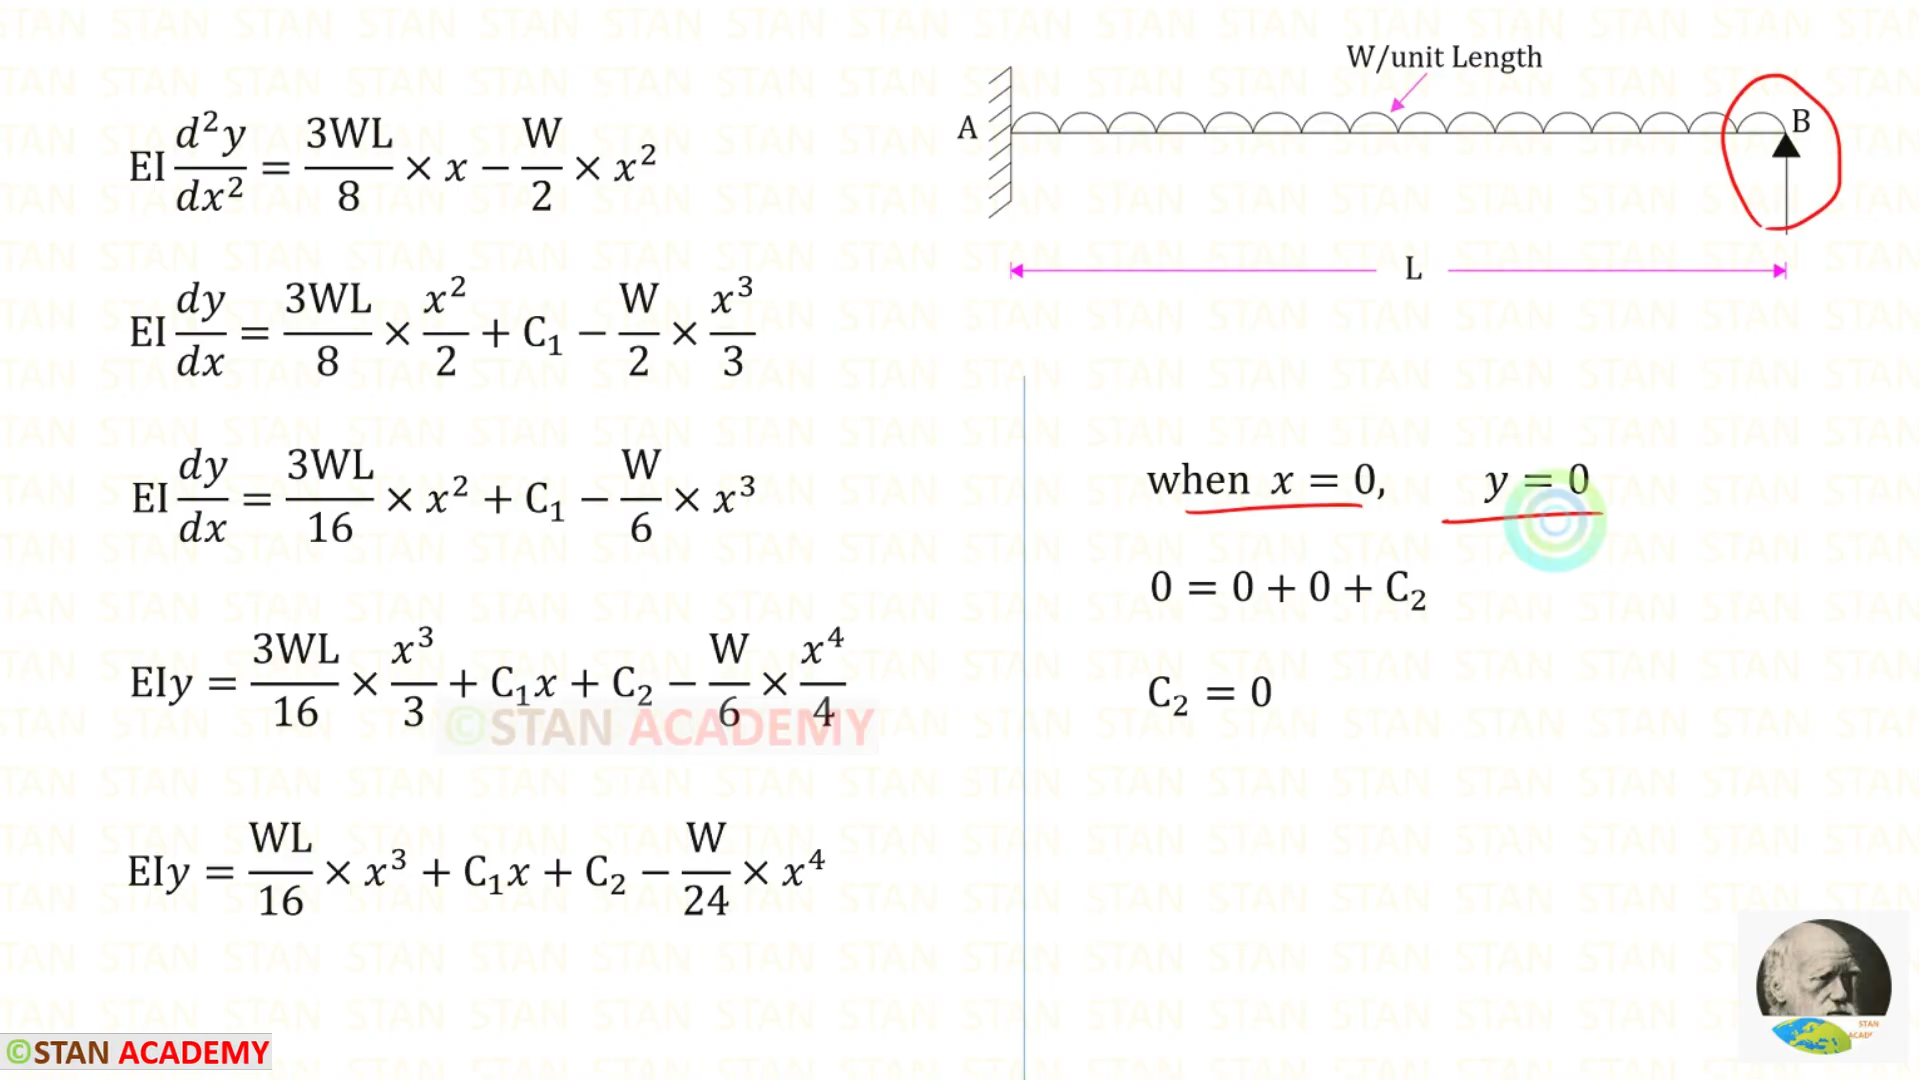 EI d²y/dx² = 3WL/8 × x − W/2 × x²
EI dy/dx = 3WL/8 × x²/2 + C₁ − W/2 × x³/3
EI dy/dx = 3WL/16 × x² + C₁ − W/6 × x³
EIy = 3WL/16 × x³/3 + C₁x + C₂ − W/6 × x⁴/4
©STAN ACADEMY
EIy = WL/16 × x³ + C₁x + C₂ − W/24 × x⁴
W/unit Length
A
B
L
when x = 0, y = 0
0 = 0 + 0 + C₂
C₂ = 0
©STAN ACADEMY
STAN